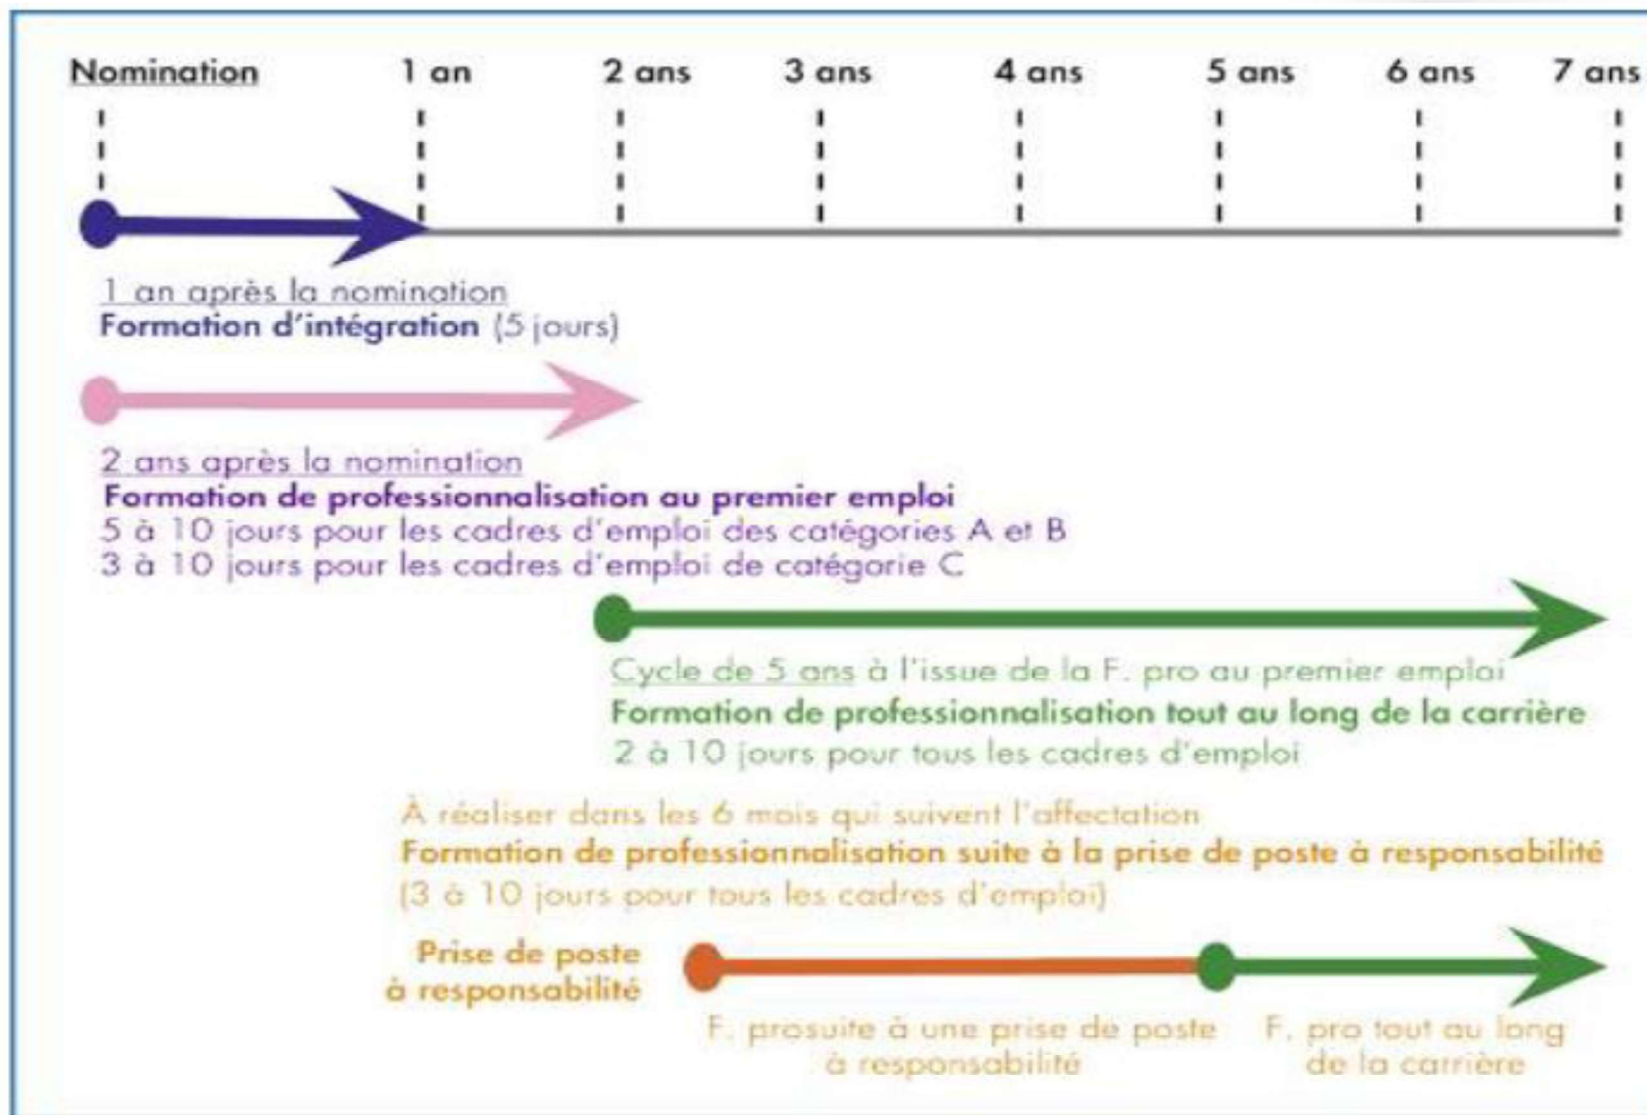 Nomination 1 an 2 ans 3 ans 4 ans 5 ans 6 ans 7 ans
1 an après la nomination
Formation d'intégration (5 jours)
2 ans après la nomination
Formation de professionnalisation au premier emploi
5 à 10 jours pour les cadres d'emploi des catégories A et B
3 à 10 jours pour les cadres d'emploi de catégorie C
Cycle de 5 ans à l'issue de la F. pro au premier emploi
Formation de professionnalisation tout au long de la carrière
2 à 10 jours pour tous les cadres d'emploi
À réaliser dans les 6 mois qui suivent l'affectation
Formation de professionnalisation suite à la prise de poste à responsabilité
(3 à 10 jours pour tous les cadres d'emploi)
Prise de poste
à responsabilité
F. prosuite à une prise de poste
à responsabilité
F. pro tout au long
de la carrière